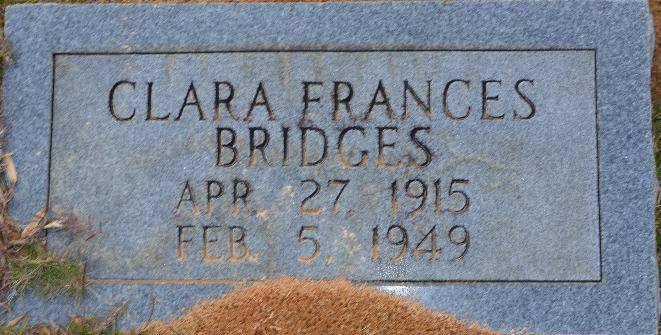 CLARA FRANCES
BRIDGES
APR. 27, 1915
FEB. 5, 1949